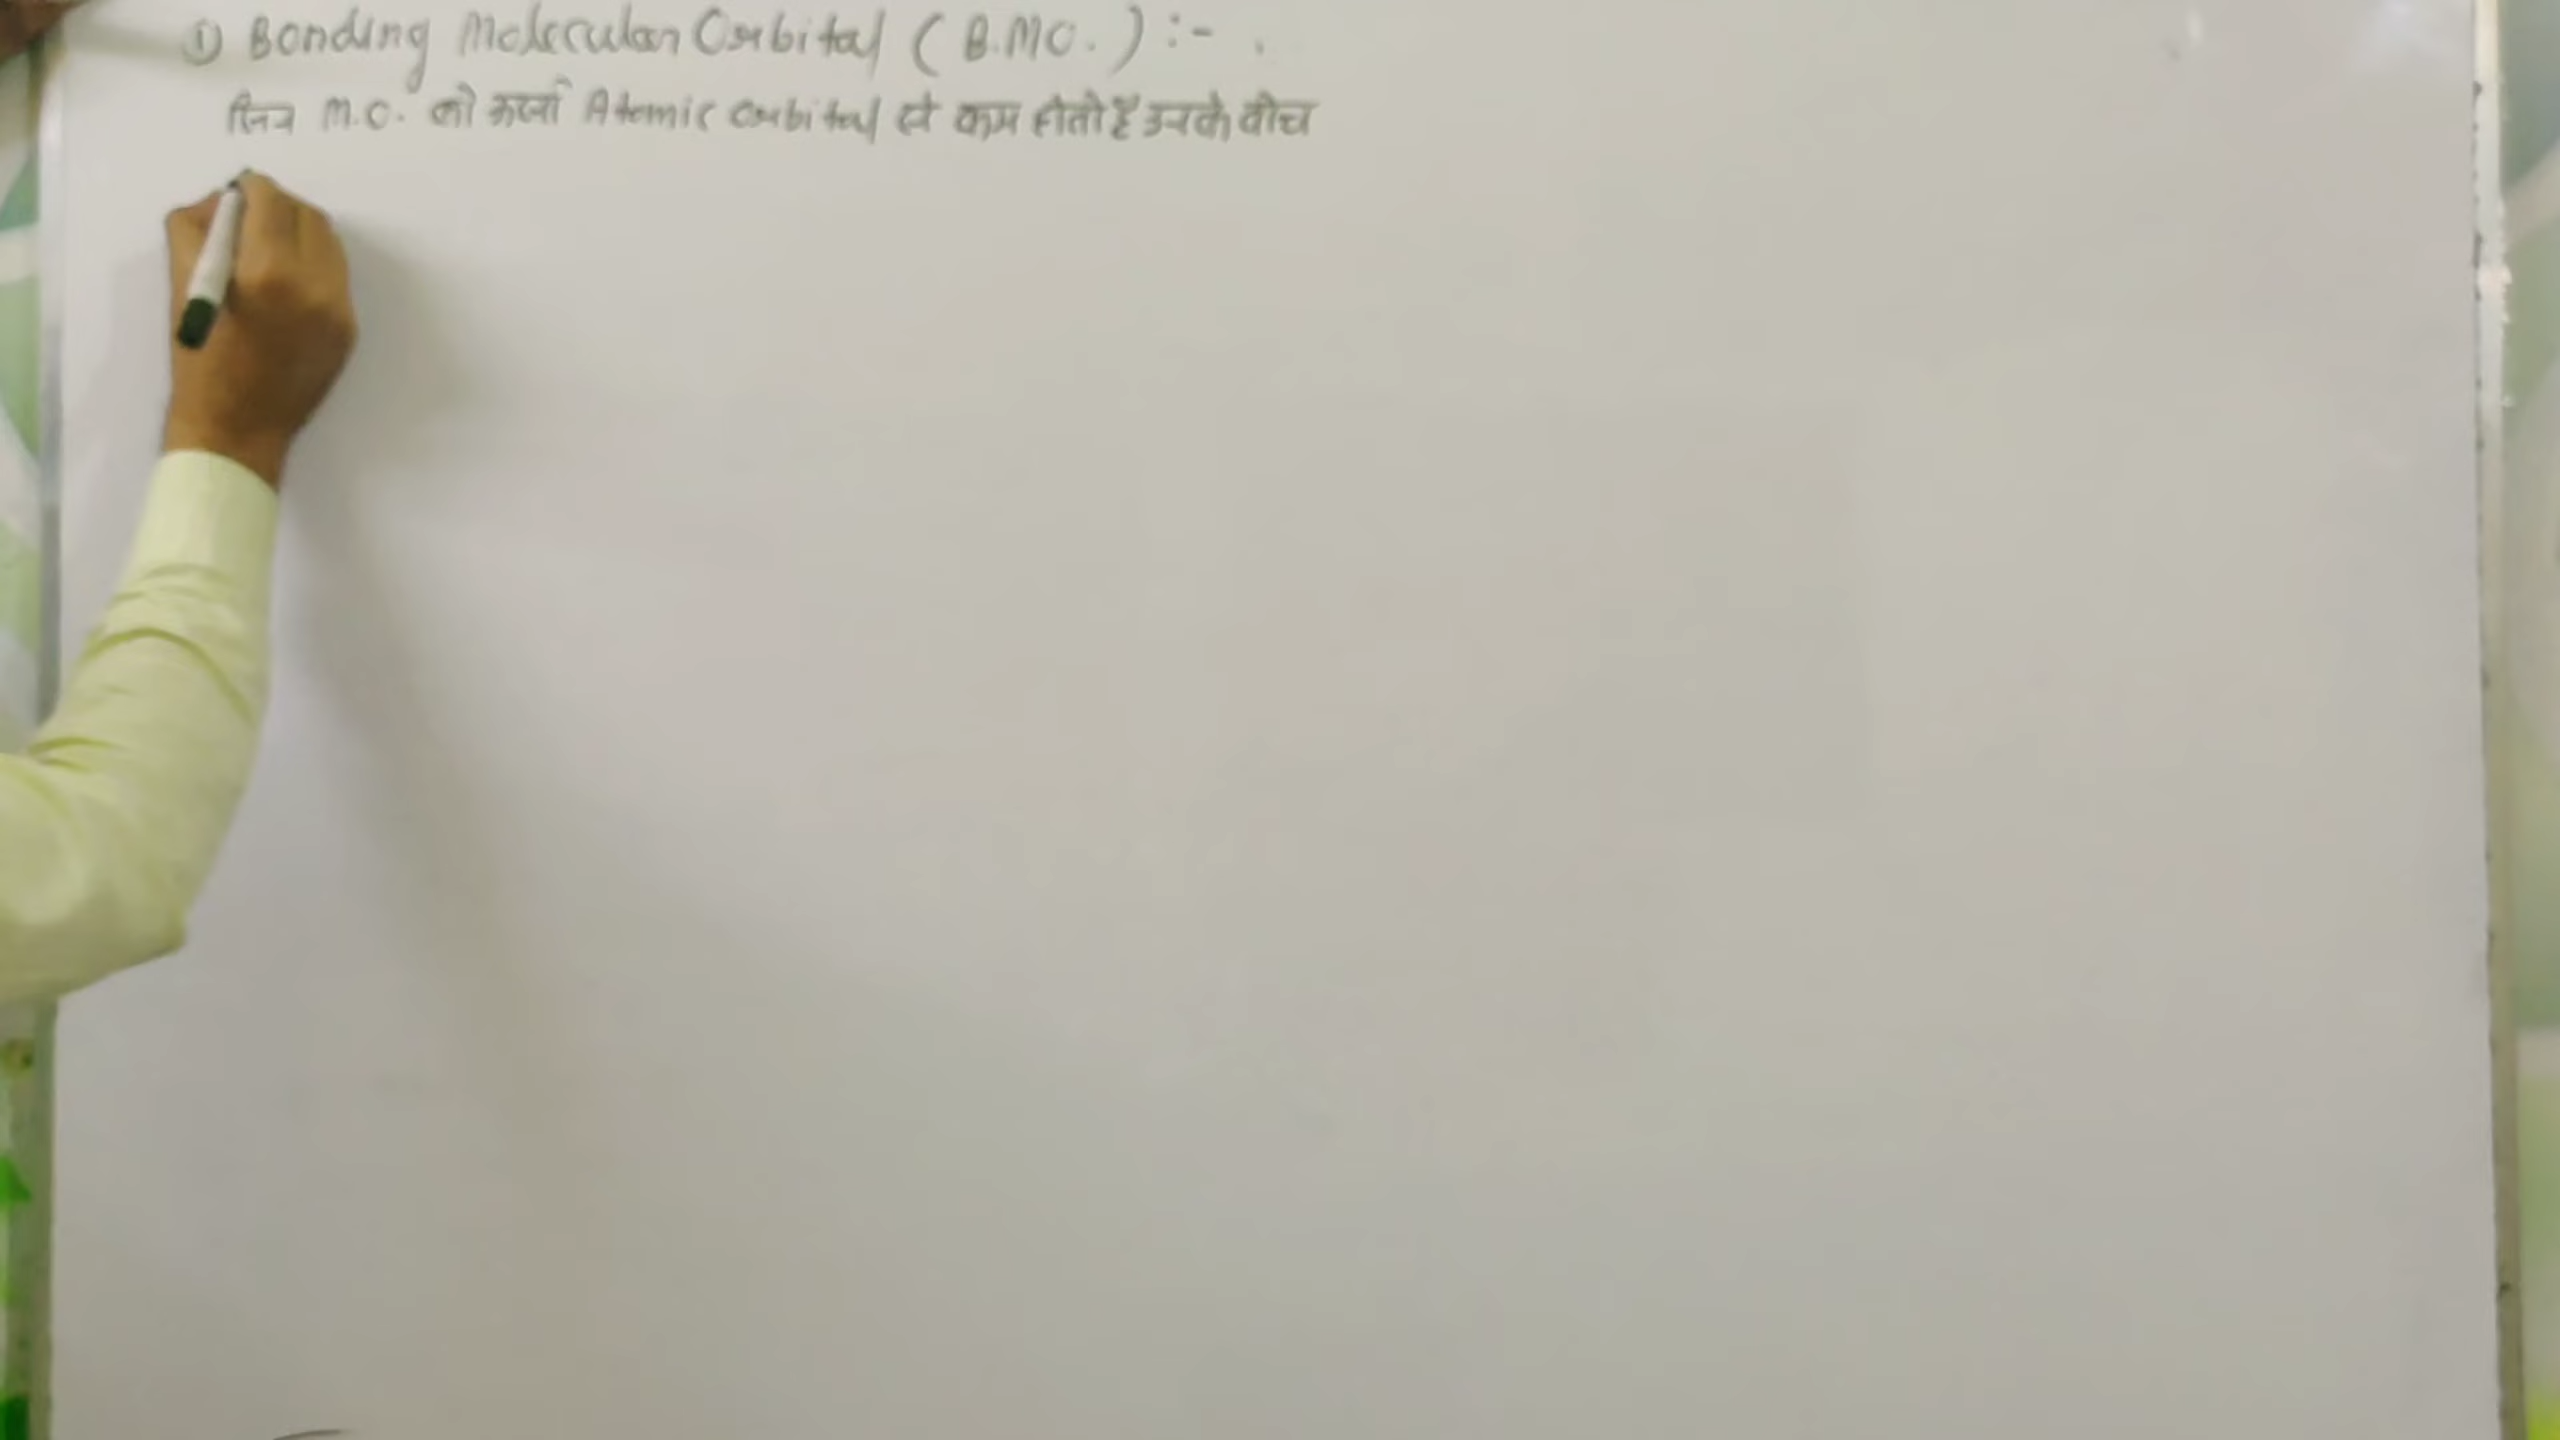 ① Bonding Molecular Orbital ( B.MO. ) :-
जिन M.O. की ऊर्जा Atomic Orbital से कम होती है उनके बीच